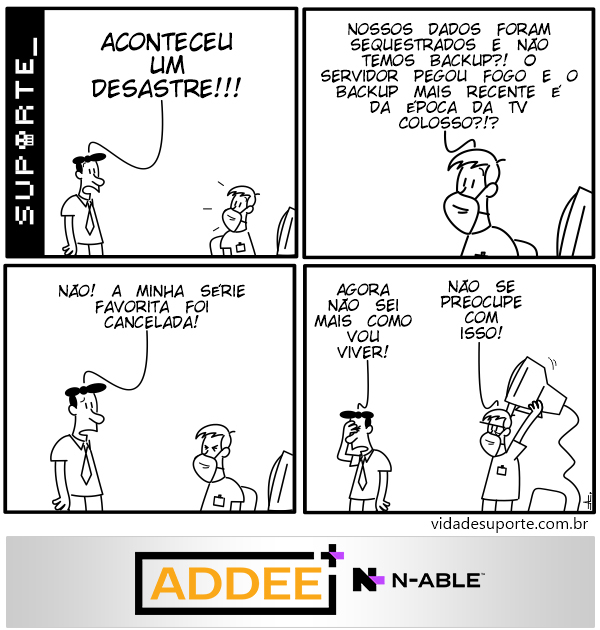 SUPORTE_
ACONTECEU
UM
DESASTRE!!!
NOSSOS DADOS FORAM
SEQUESTRADOS E NÃO
TEMOS BACKUP?! O
SERVIDOR PEGOU FOGO E O
BACKUP MAIS RECENTE É
DA ÉPOCA DA TV
COLOSSO?!?
NÃO! A MINHA SÉRIE
FAVORITA FOI
CANCELADA!
AGORA
NÃO SEI
MAIS COMO
VOU
VIVER!
NÃO SE
PREOCUPE
COM
ISSO!
vidadesuporte.com.br
ADDEE+
N-ABLE™